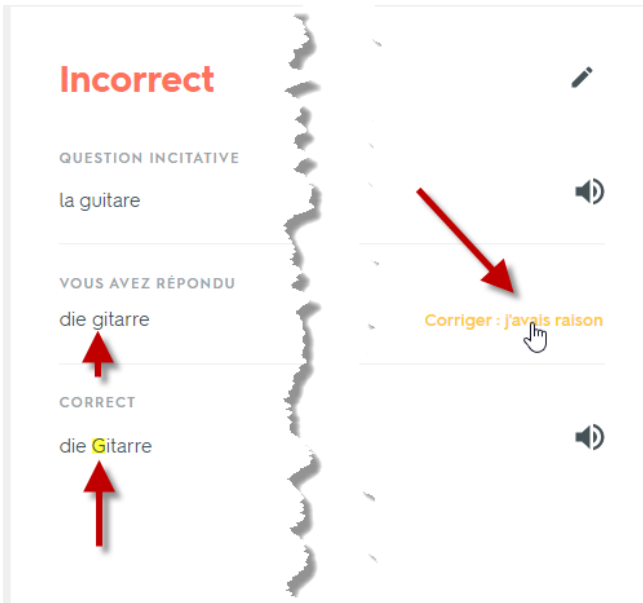 Incorrect
QUESTION INCITATIVE
la guitare
VOUS AVEZ RÉPONDU
die gitarre
Corriger : j'avais raison
CORRECT
die Gitarre